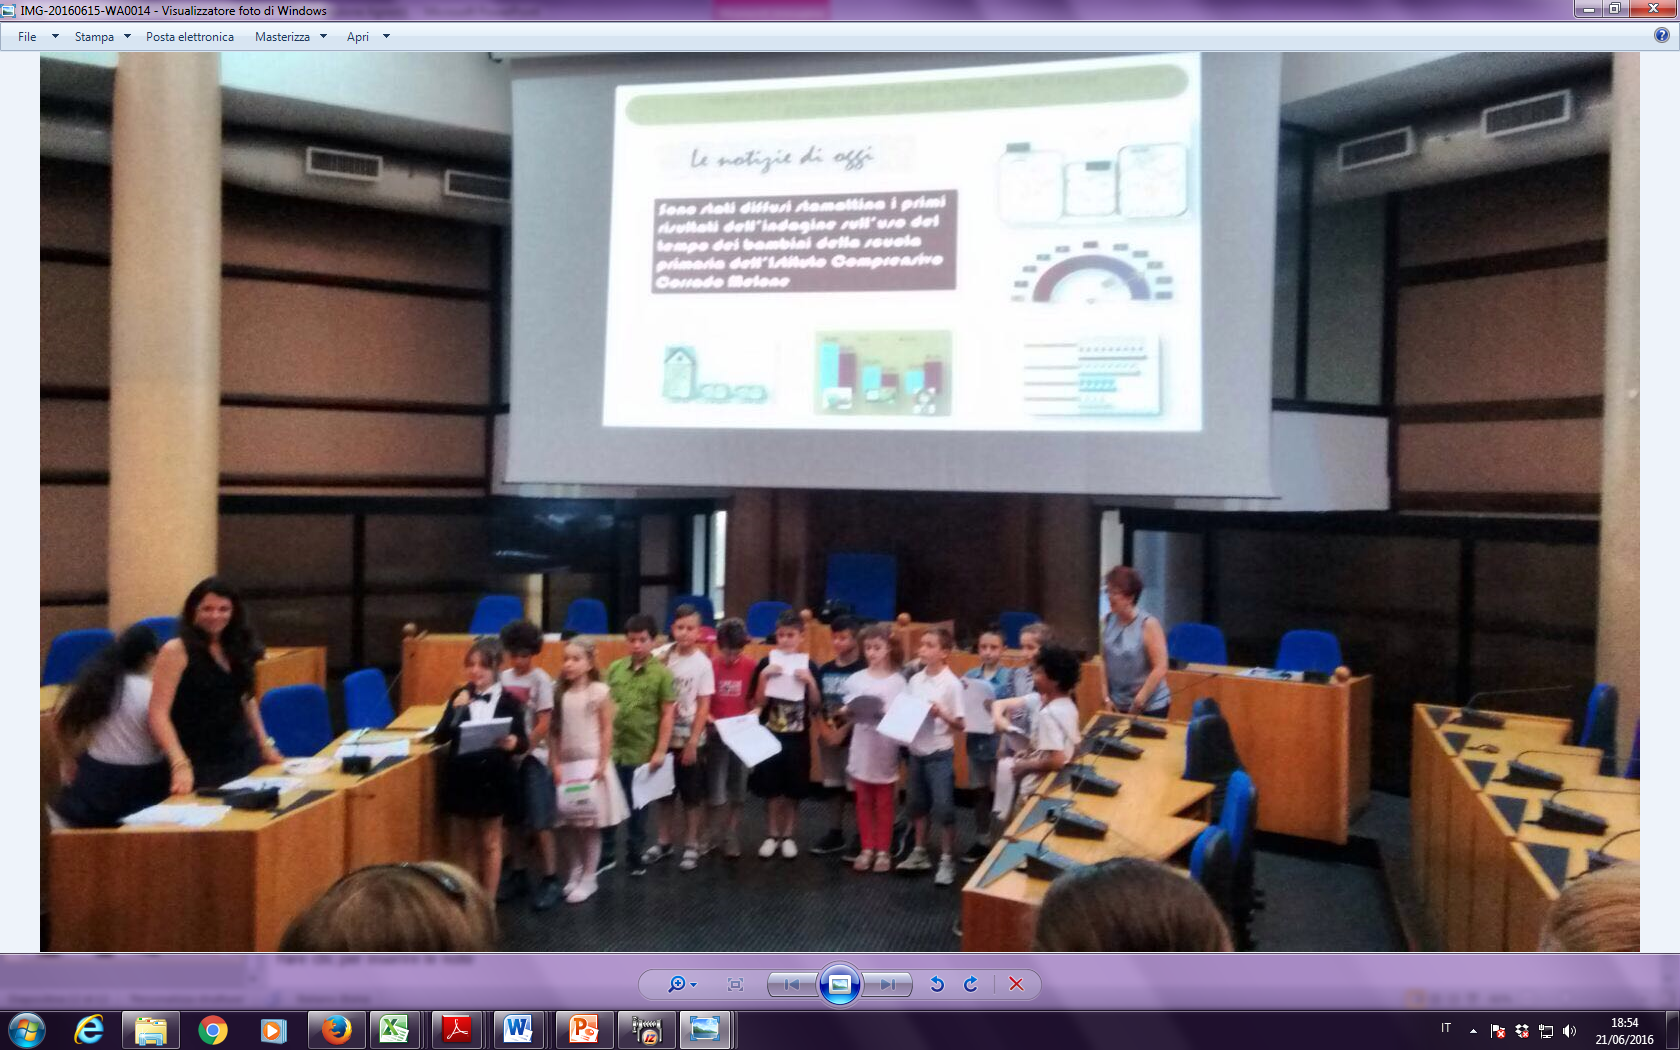 IMG-20160615-WA0014 - Visualizzatore foto di Windows
File Stampa Posta elettronica Masterizza Apri
Le notizie di oggi
Sono stati diffusi stamattina i primi
risultati dell'indagine sull'uso del
tempo dei bambini della scuola
primaria dell'Istituto Comprensivo
Corrado Melone
IT
18:54
21/06/2016